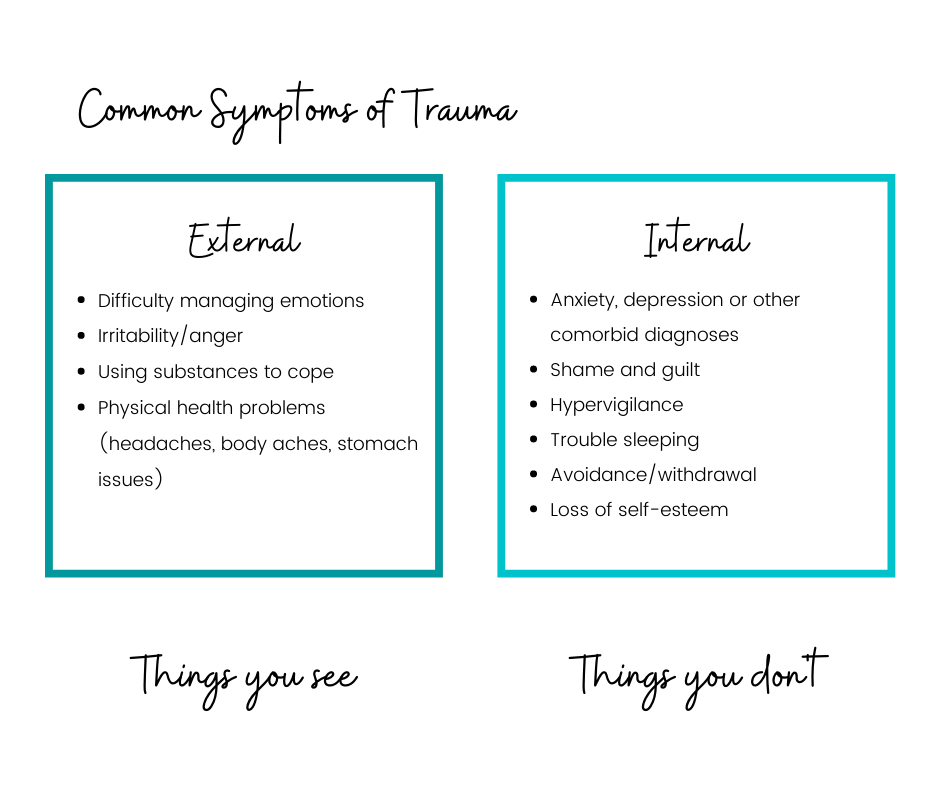 Common Symptoms of Trauma
External
• Difficulty managing emotions
• Irritability/anger
• Using substances to cope
• Physical health problems
(headaches, body aches, stomach
issues)
Internal
• Anxiety, depression or other
comorbid diagnoses
• Shame and guilt
• Hypervigilance
• Trouble sleeping
• Avoidance/withdrawal
• Loss of self-esteem
Things you see
Things you don't